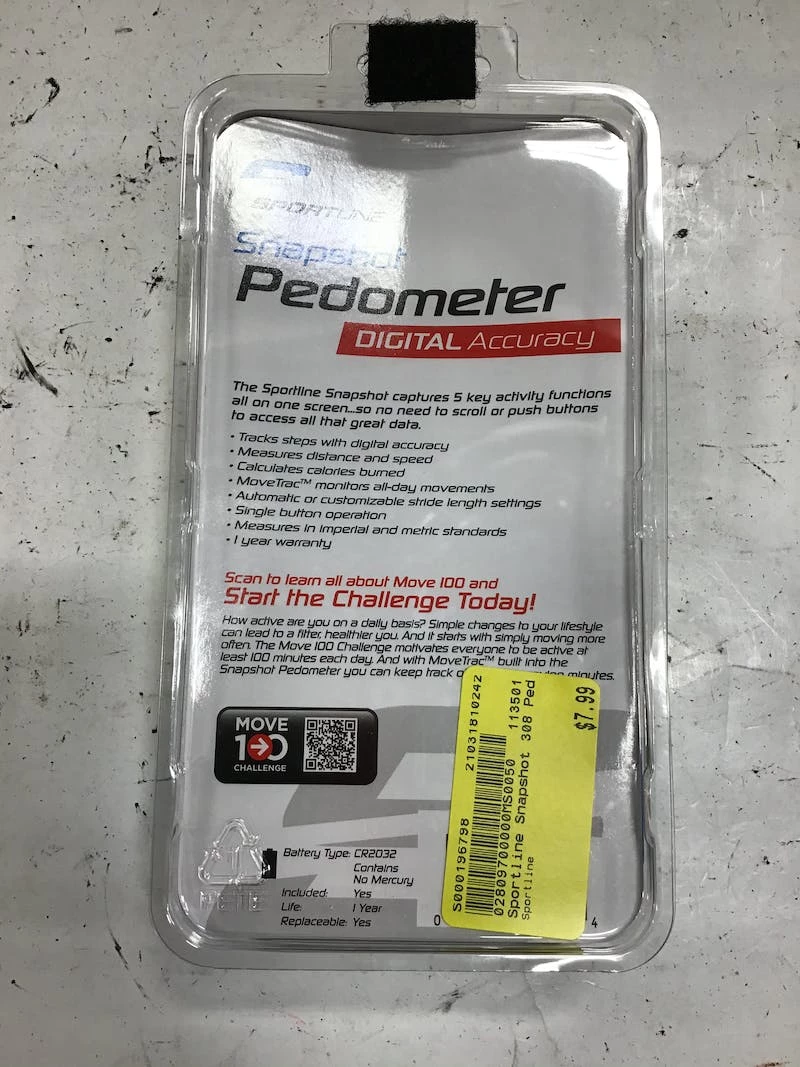 SPORTLINE
Snapshot
Pedometer
DIGITAL Accuracy
The Sportline Snapshot captures 5 key activity functions
all on one screen...so no need to scroll or push buttons
to access all that great data.
• Tracks steps with digital accuracy
• Measures distance and speed
• Calculates calories burned
• MoveTrac™ monitors all-day movements
• Automatic or customizable stride length settings
• Single button operation
• Measures in imperial and metric standards
• 1 year warranty
Scan to learn all about Move 100 and
Start the Challenge Today!
How active are you on a daily basis? Simple changes to your lifestyle
can lead to a fitter, healthier you. And it starts with simply moving more
often. The Move 100 Challenge motivates everyone to be active at
least 100 minutes each day. And with MoveTrac™ built into the
Snapshot Pedometer you can keep track of minutes.
MOVE
100
CHALLENGE
Battery Type: CR2032
Contains
No Mercury
Included: Yes
Life: 1 Year
Replaceable: Yes
0
4
S000196798 21031810242
028097000000MS0050 113501
Sportline Snapshot 308 Ped
Sportline
$7.99
1
PETE